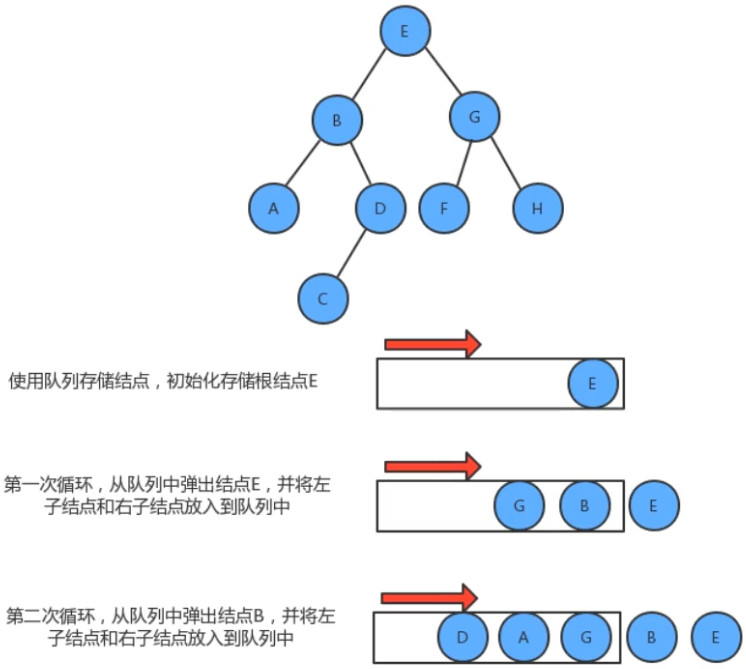 E
B
G
A
D
F
H
C
使用队列存储结点，初始化存储根结点E
E
第一次循环，从队列中弹出结点E，并将左
子结点和右子结点放入到队列中
G B E
第二次循环，从队列中弹出结点B，并将左
子结点和右子结点放入到队列中
D A G B E